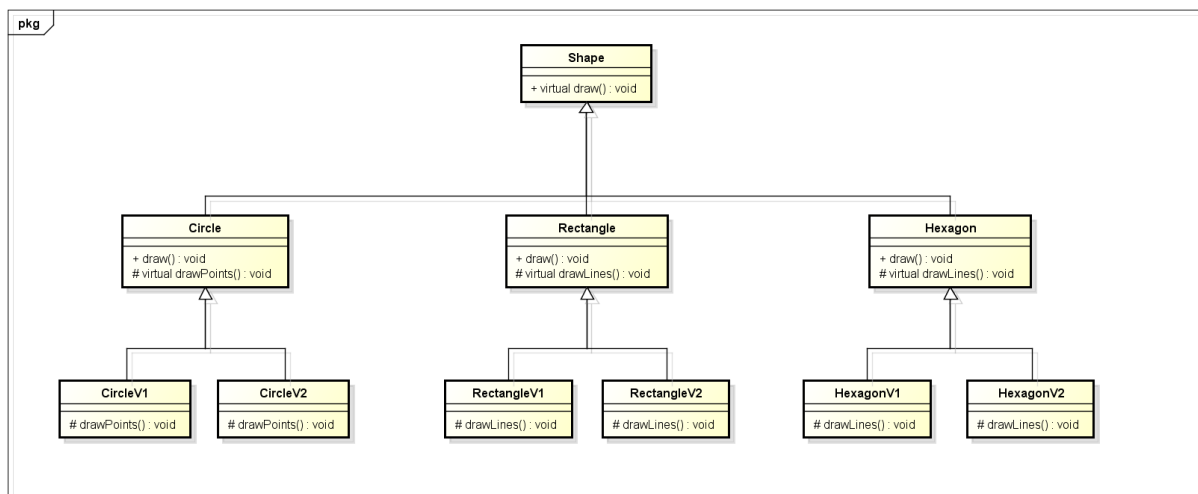 pkg
Shape
+ virtual draw() : void
Circle
+ draw() : void
# virtual drawPoints() : void
Rectangle
+ draw() : void
# virtual drawLines() : void
Hexagon
+ draw() : void
# virtual drawLines() : void
CircleV1
# drawPoints() : void
CircleV2
# drawPoints() : void
RectangleV1
# drawLines() : void
RectangleV2
# drawLines() : void
HexagonV1
# drawLines() : void
HexagonV2
# drawLines() : void